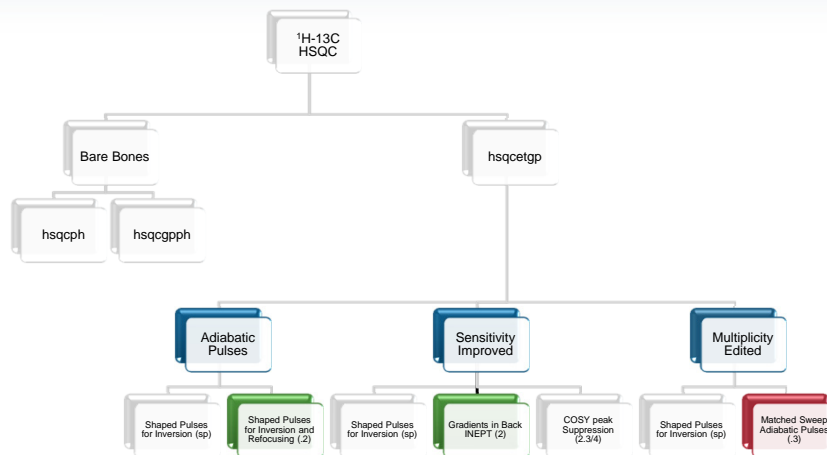 ¹H-13C
HSQC
Bare Bones
hsqcetgp
hsqcph
hsqcgpph
Adiabatic
Pulses
Sensitivity
Improved
Multiplicity
Edited
Shaped Pulses
for Inversion (sp)
Shaped Pulses
for Inversion and
Refocusing (.2)
Shaped Pulses
for Inversion (sp)
Gradients in Back
INEPT (2)
COSY peak
Suppression
(2.3/4)
Shaped Pulses
for Inversion (sp)
Matched Sweep
Adiabatic Pulses
(.3)